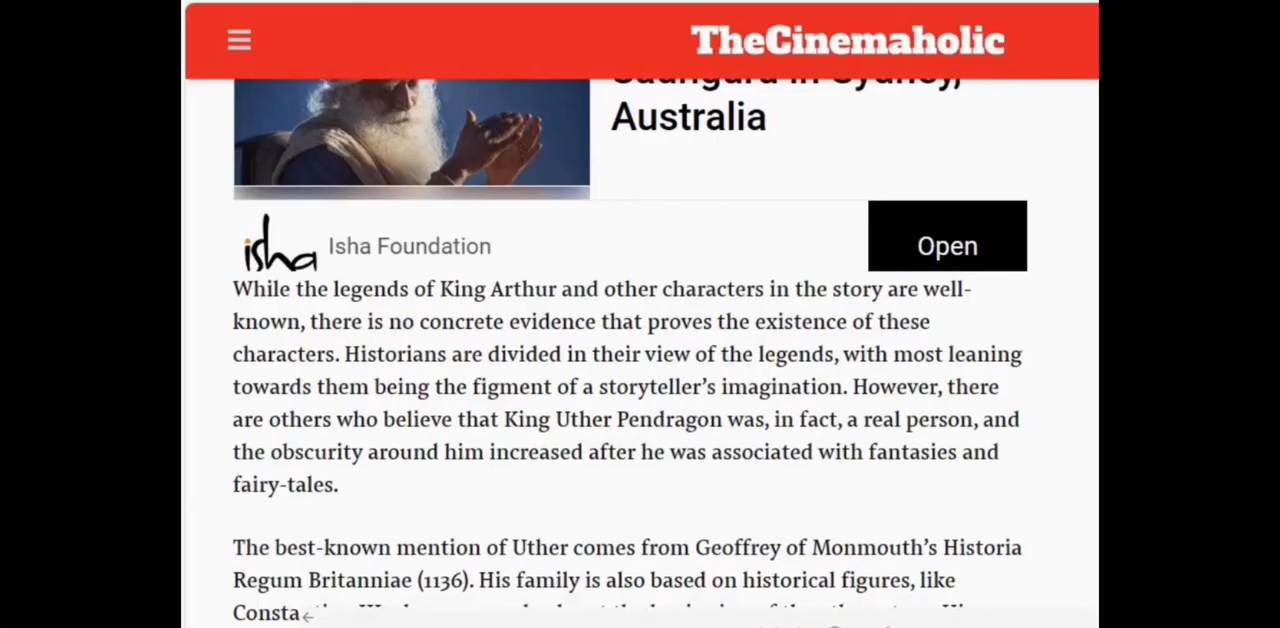 TheCinemaholic
Australia
isha
Isha Foundation
Open
While the legends of King Arthur and other characters in the story are well-
known, there is no concrete evidence that proves the existence of these
characters. Historians are divided in their view of the legends, with most leaning
towards them being the figment of a storyteller's imagination. However, there
are others who believe that King Uther Pendragon was, in fact, a real person, and
the obscurity around him increased after he was associated with fantasies and
fairy-tales.
The best-known mention of Uther comes from Geoffrey of Monmouth's Historia
Regum Britanniae (1136). His family is also based on historical figures, like